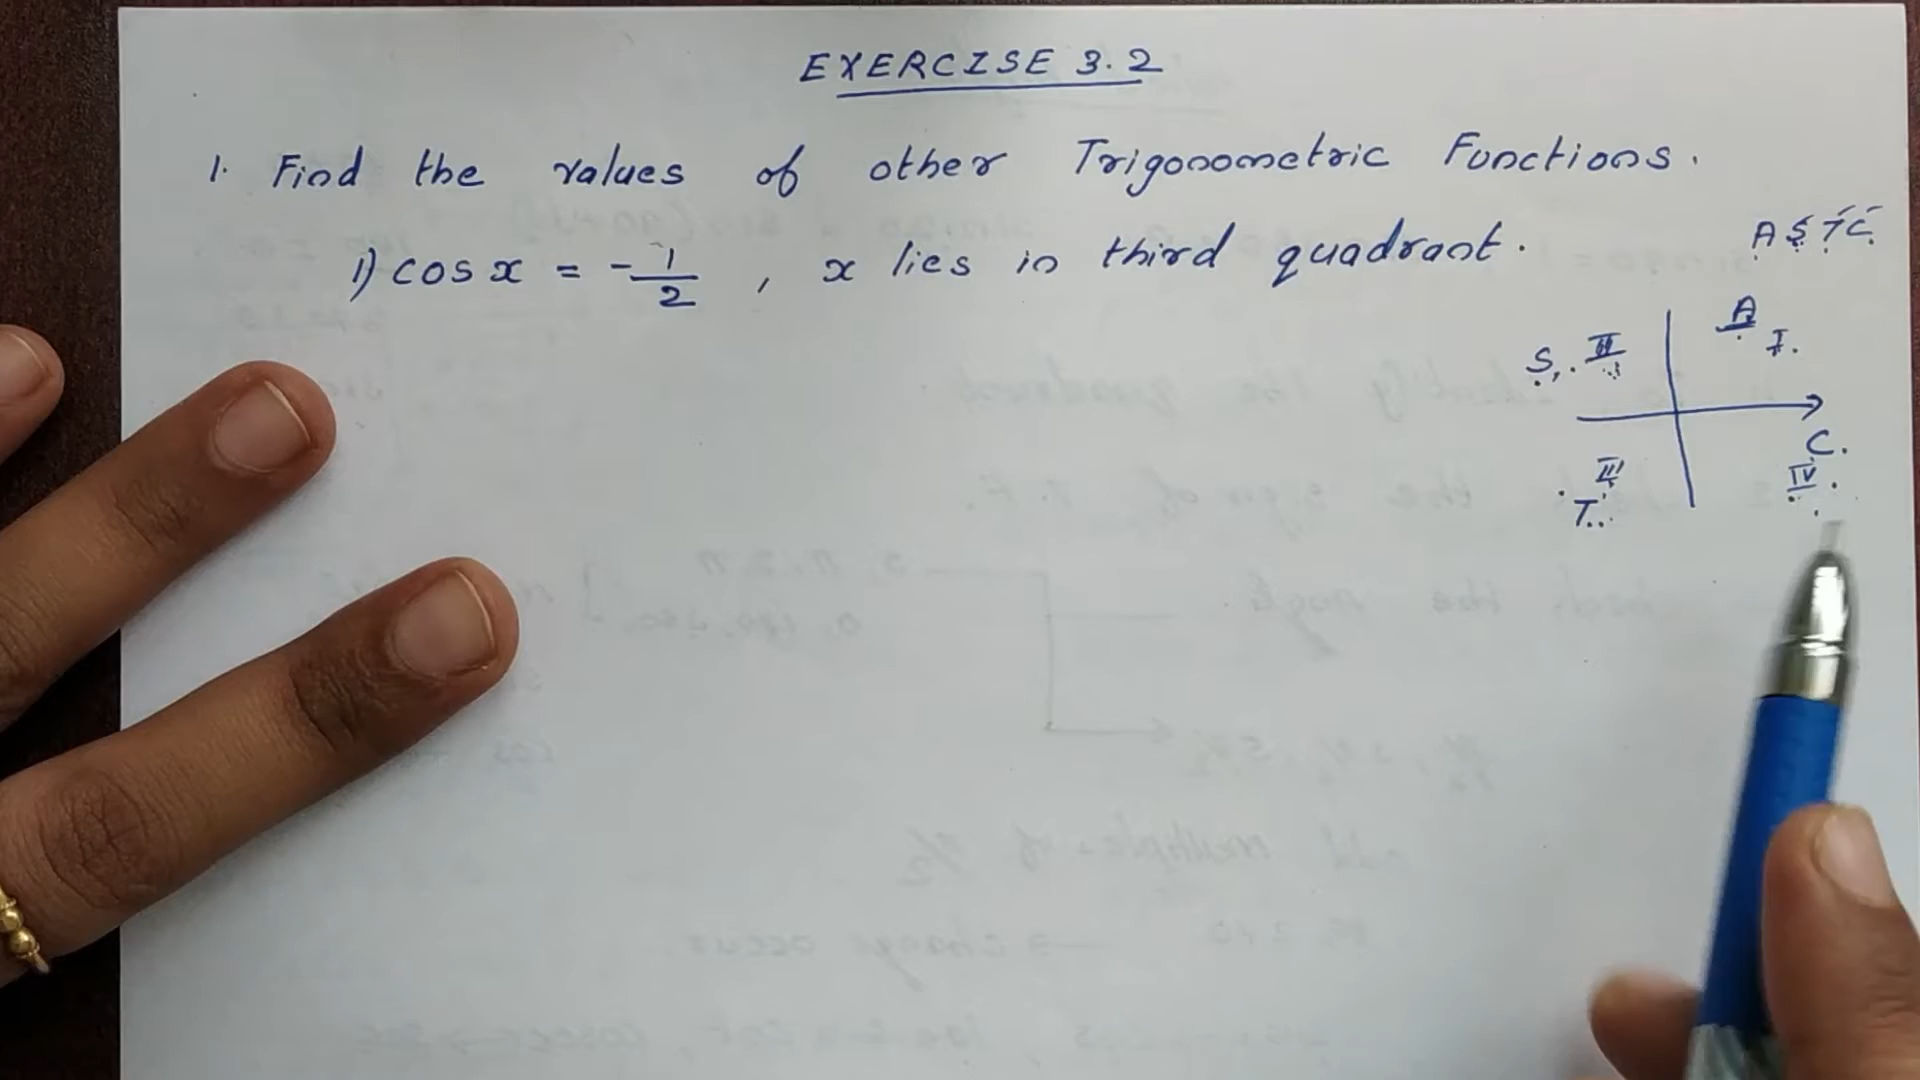 EXERCISE 3.2
1. Find the values of other Trigonometric Functions.
1) cos x = -1/2, x lies in third quadrant.
A S T C
A
S, II I.
C.
III IV
T